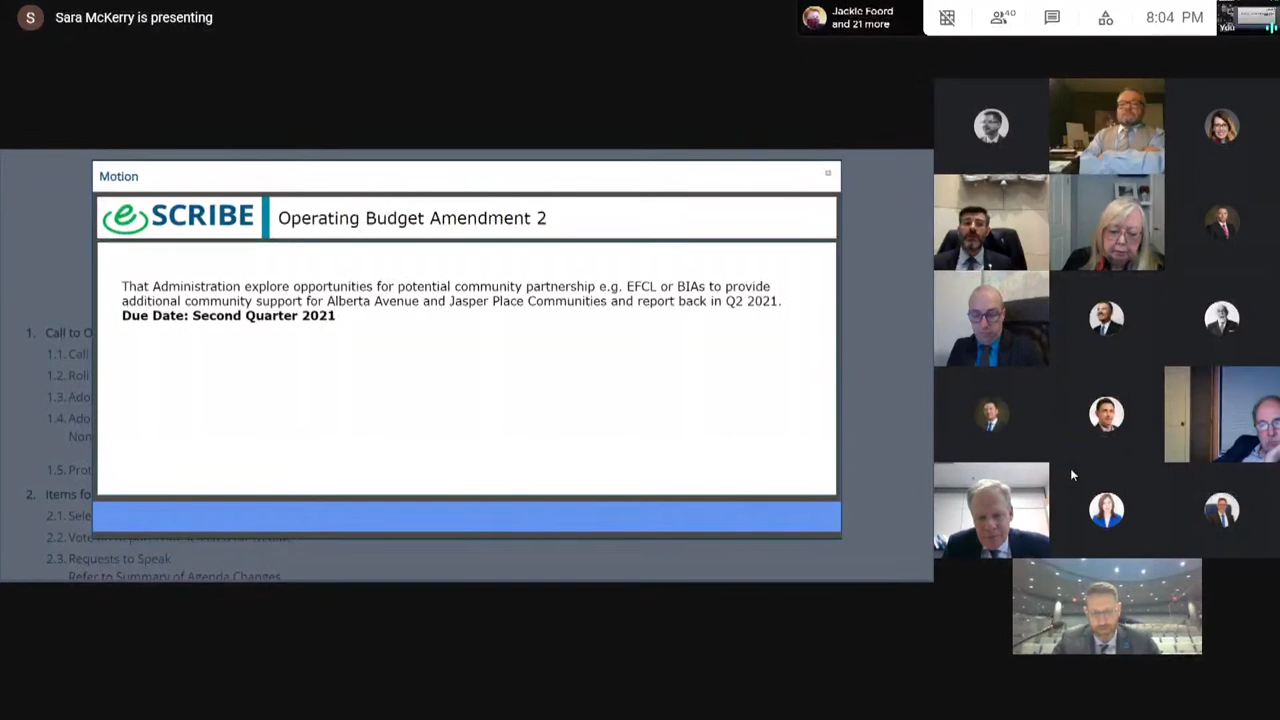 S Sara McKerry is presenting
Jackie Foord
and 21 more
40
8:04 PM
You
Motion
eSCRIBE
Operating Budget Amendment 2
That Administration explore opportunities for potential community partnership e.g. EFCL or BIAs to provide
additional community support for Alberta Avenue and Jasper Place Communities and report back in Q2 2021.
Due Date: Second Quarter 2021
1. Call to O
1.1. Call
1.2. Roll
1.3. Ado
1.4. Ado
Non
1.5. Prot
2. Items fo
2.1. Sele
2.2. Vote
2.3. Requests to Speak
Refer to Summary of Agenda Changes